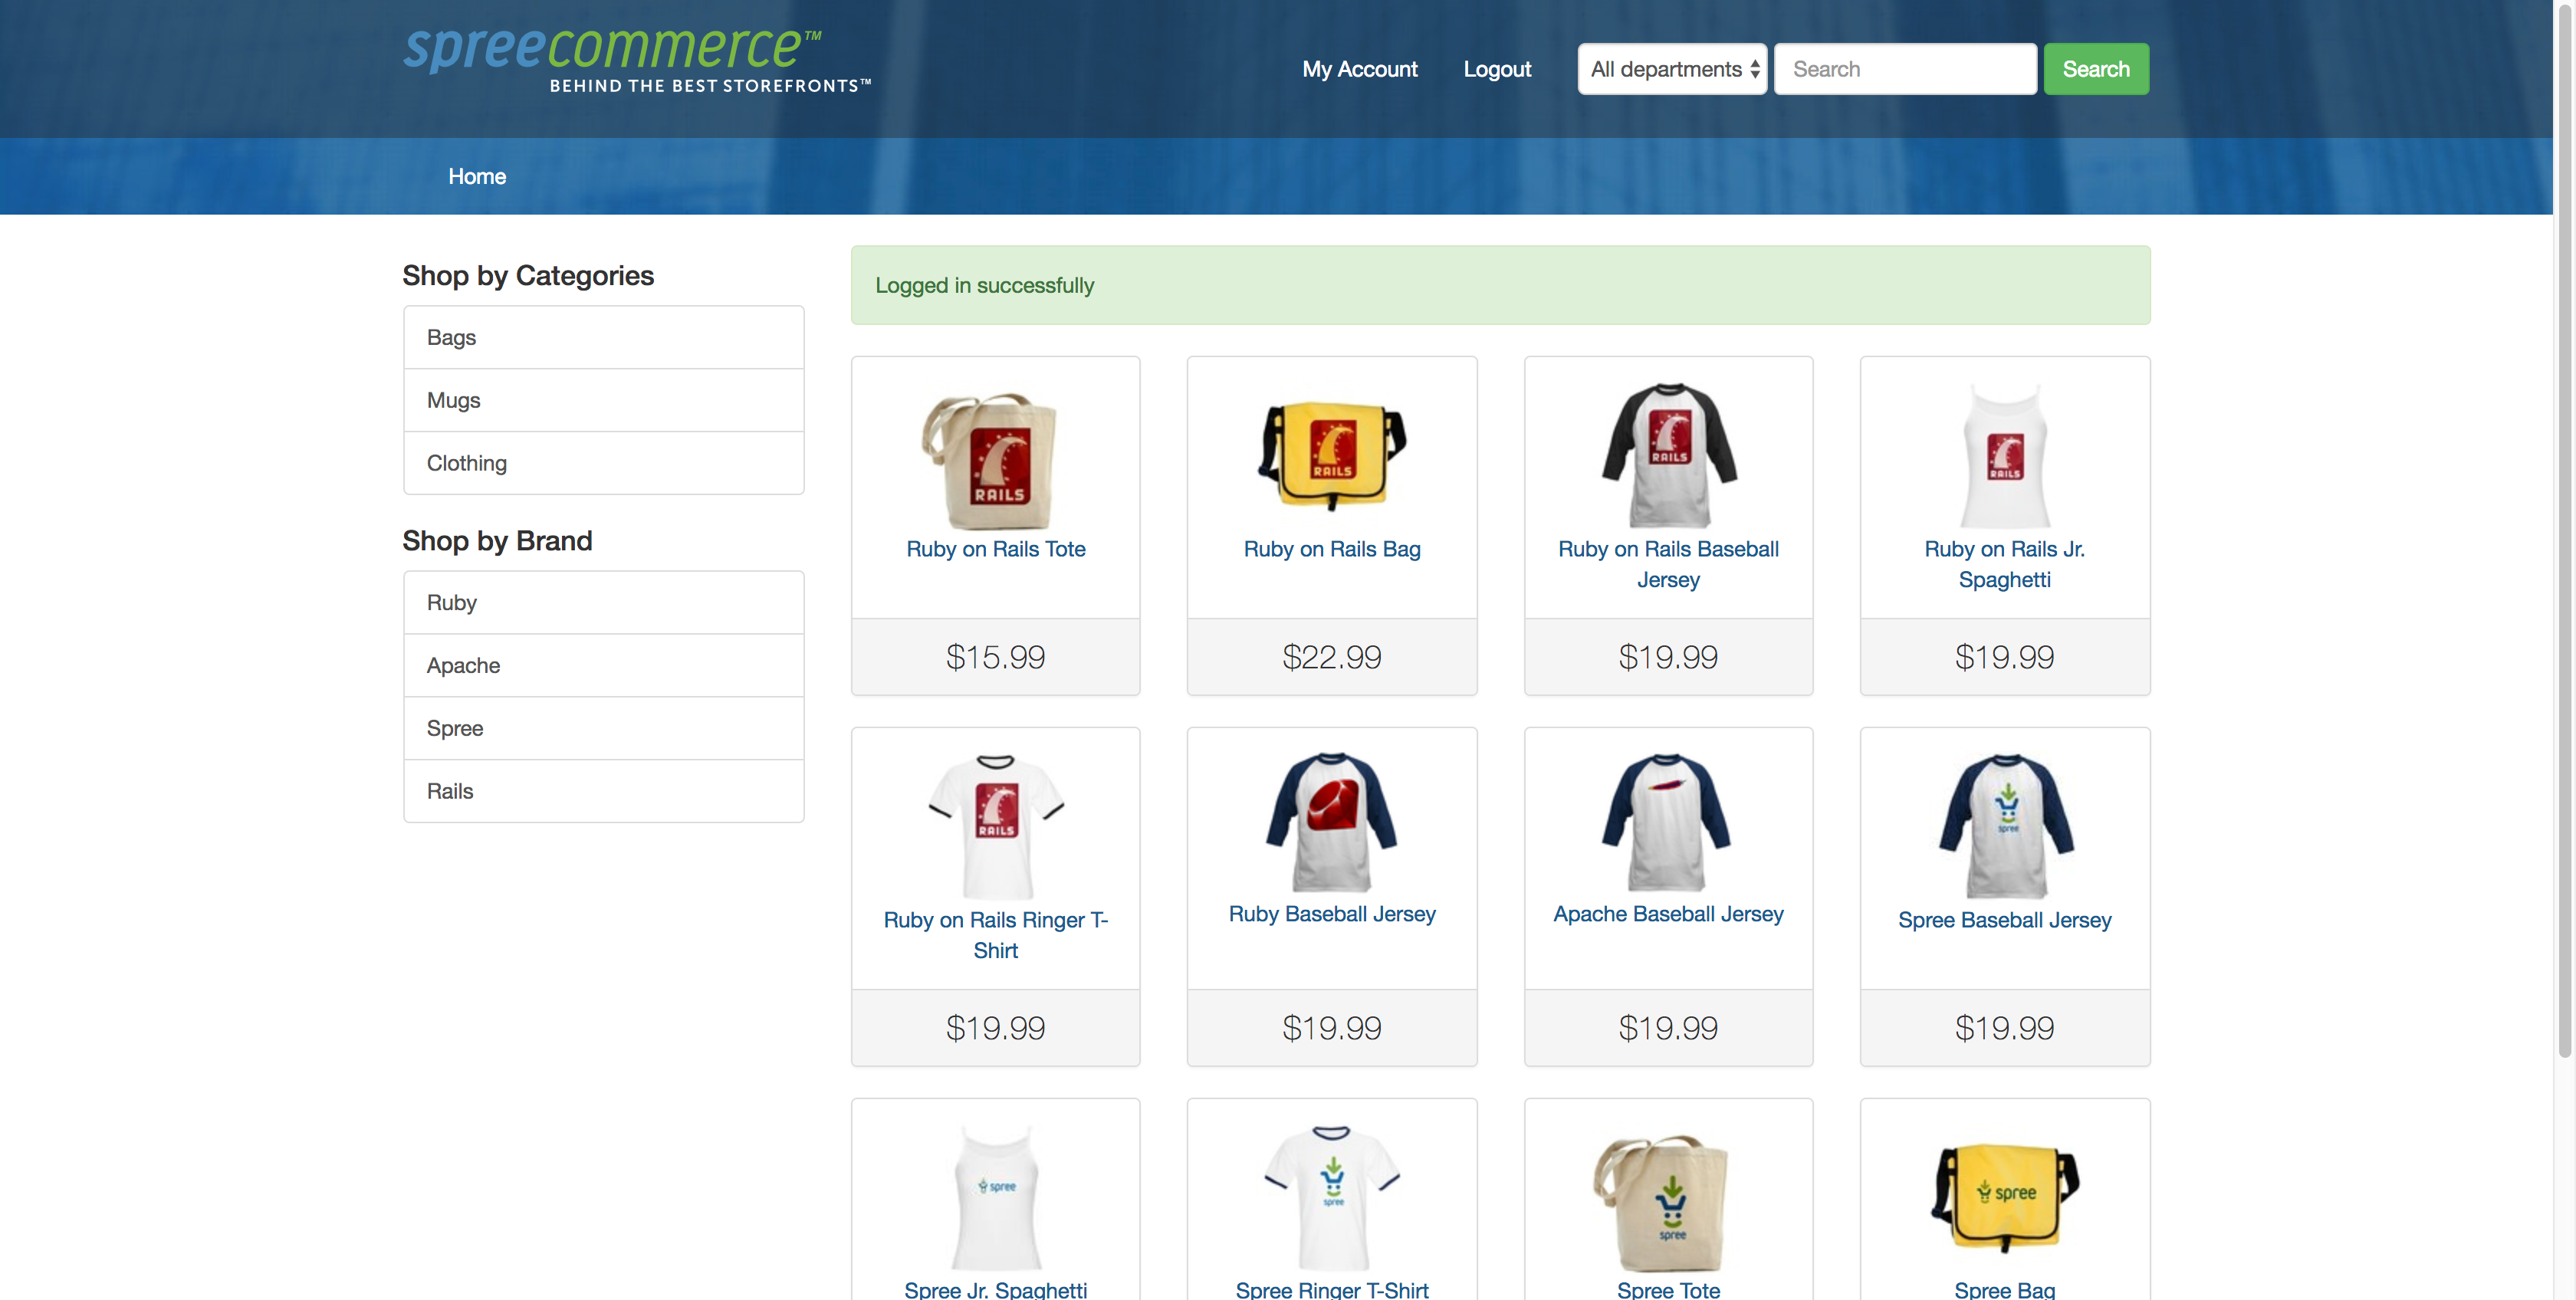 spreecommerce™
BEHIND THE BEST STOREFRONTS™
My Account
Logout
All departments
Search
Search
Home
Shop by Categories
Bags
Mugs
Clothing
Shop by Brand
Ruby
Apache
Spree
Rails
Logged in successfully
RAILS
Ruby on Rails Tote
$15.99
RAILS
Ruby on Rails Bag
$22.99
RAILS
Ruby on Rails Baseball
Jersey
$19.99
RAILS
Ruby on Rails Jr.
Spaghetti
$19.99
RAILS
Ruby on Rails Ringer T-
Shirt
$19.99
Ruby Baseball Jersey
$19.99
Apache Baseball Jersey
$19.99
spree
Spree Baseball Jersey
$19.99
spree
Spree Jr. Spaghetti
spree
Spree Ringer T-Shirt
spree
Spree Tote
spree
Spree Bag